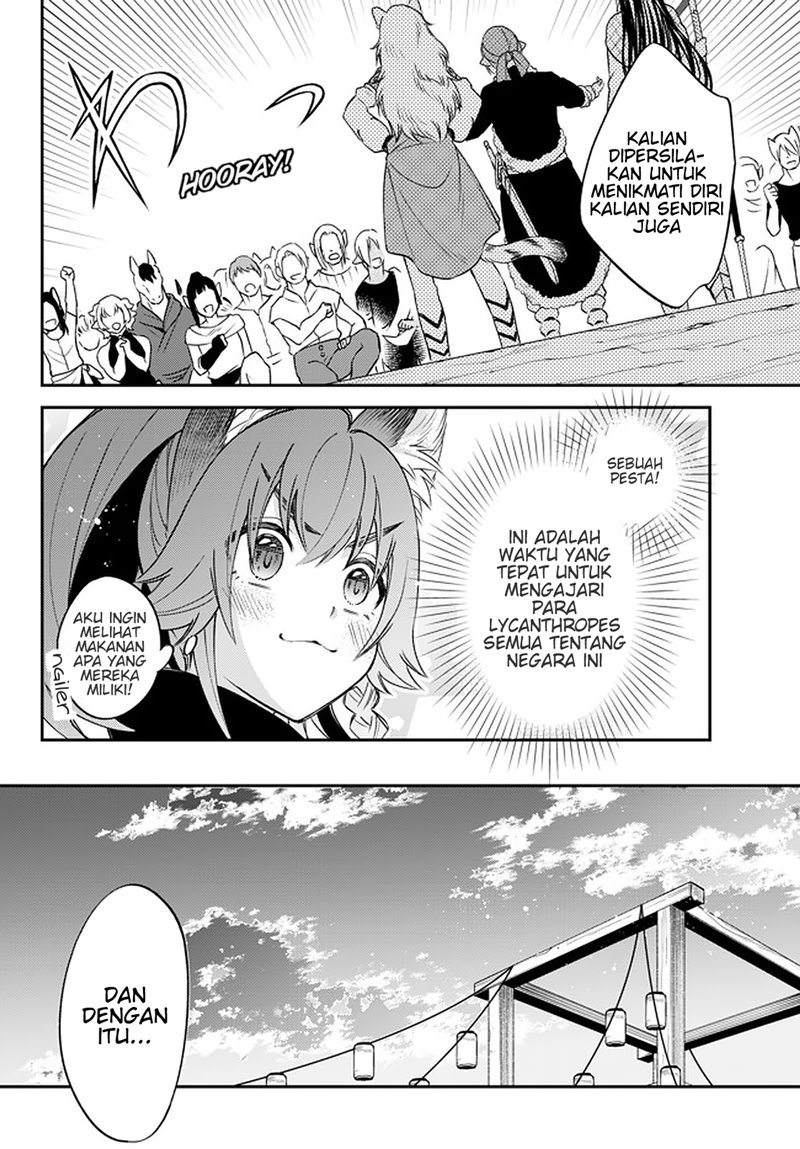 KALIAN
DIPERSILA-
KAN UNTUK
MENIKMATI DIRI
KALIAN SENDIRI
JUGA
HOORAY!
SEBUAH
PESTA!
INI ADALAH
WAKTU YANG
TEPAT UNTUK
MENGAJARI
PARA
LYCANTHROPES
SEMUA TENTANG
NEGARA INI
AKU INGIN
MELIHAT
MAKANAN
APA YANG
MEREKA
MILIKI!
ngiler
DAN
DENGAN
ITU...